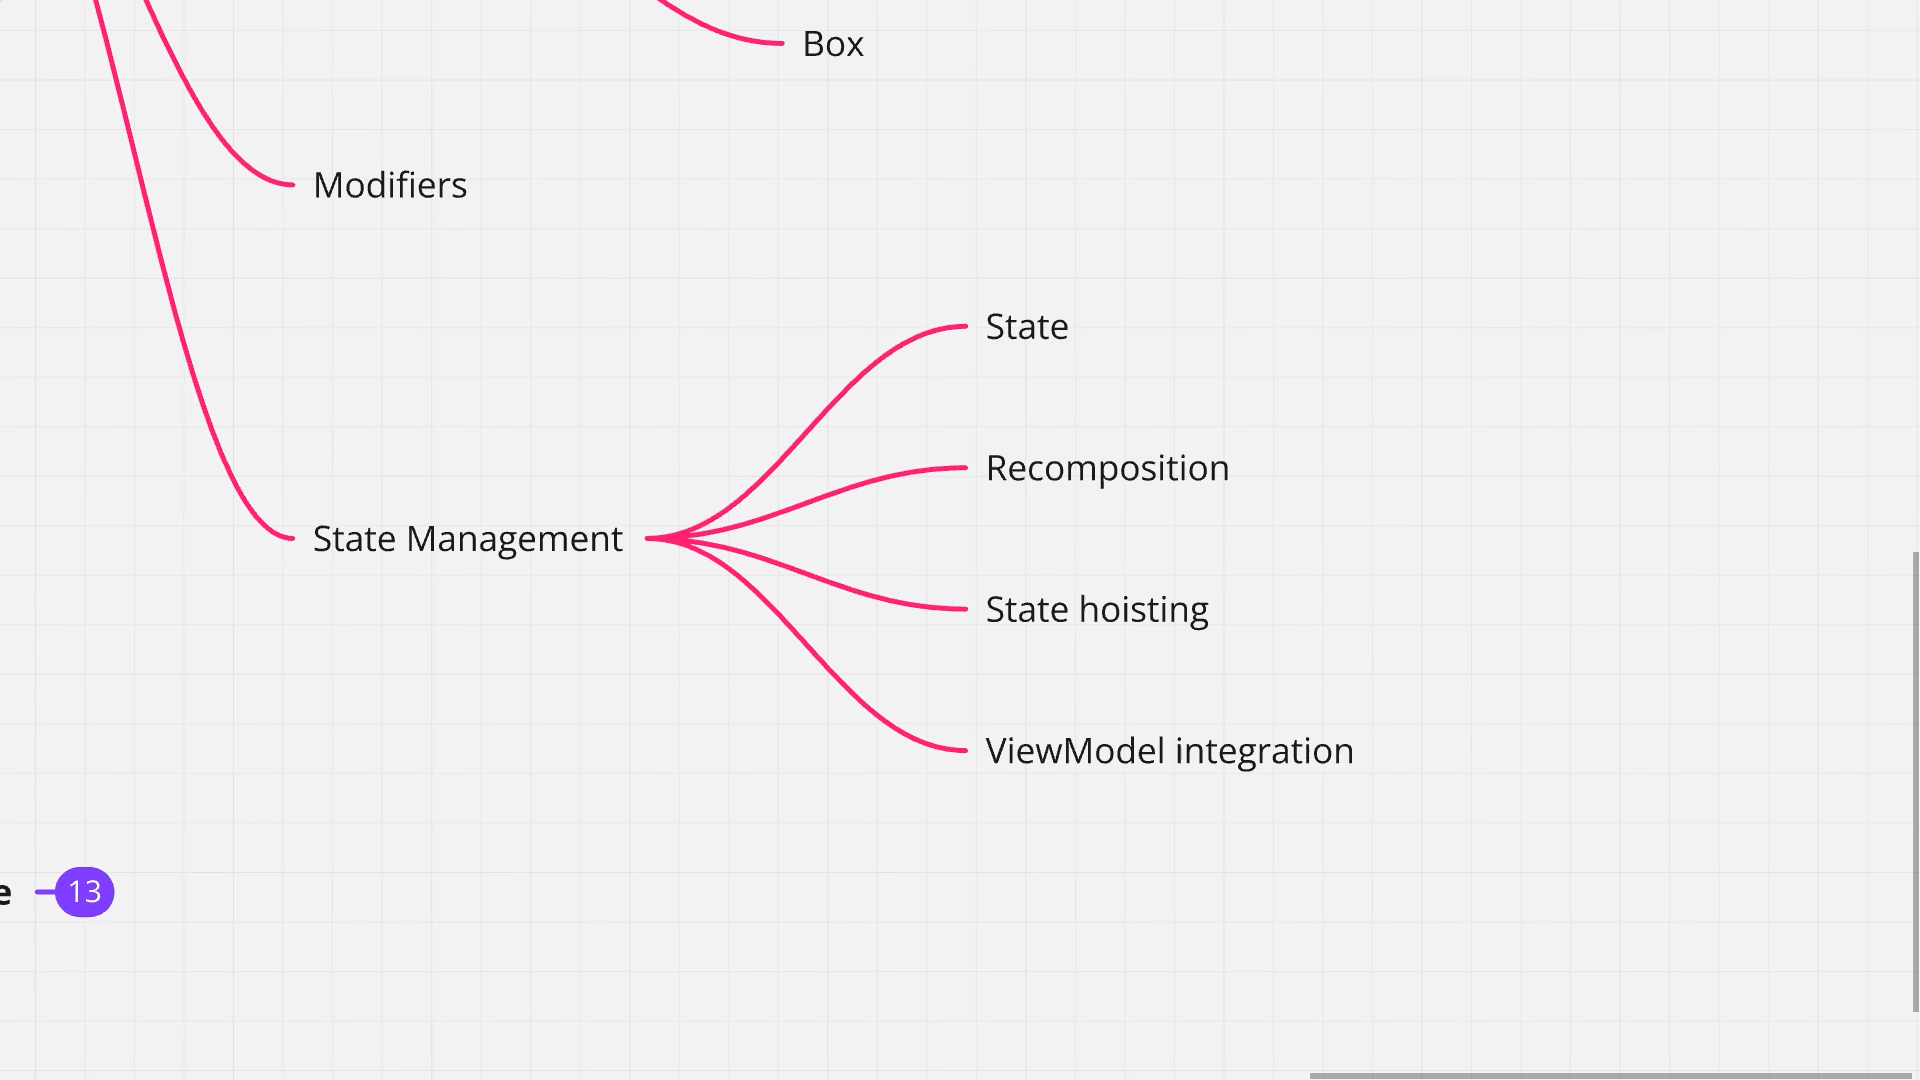 Box
Modifiers
State
Recomposition
State Management
State hoisting
ViewModel integration
e
13